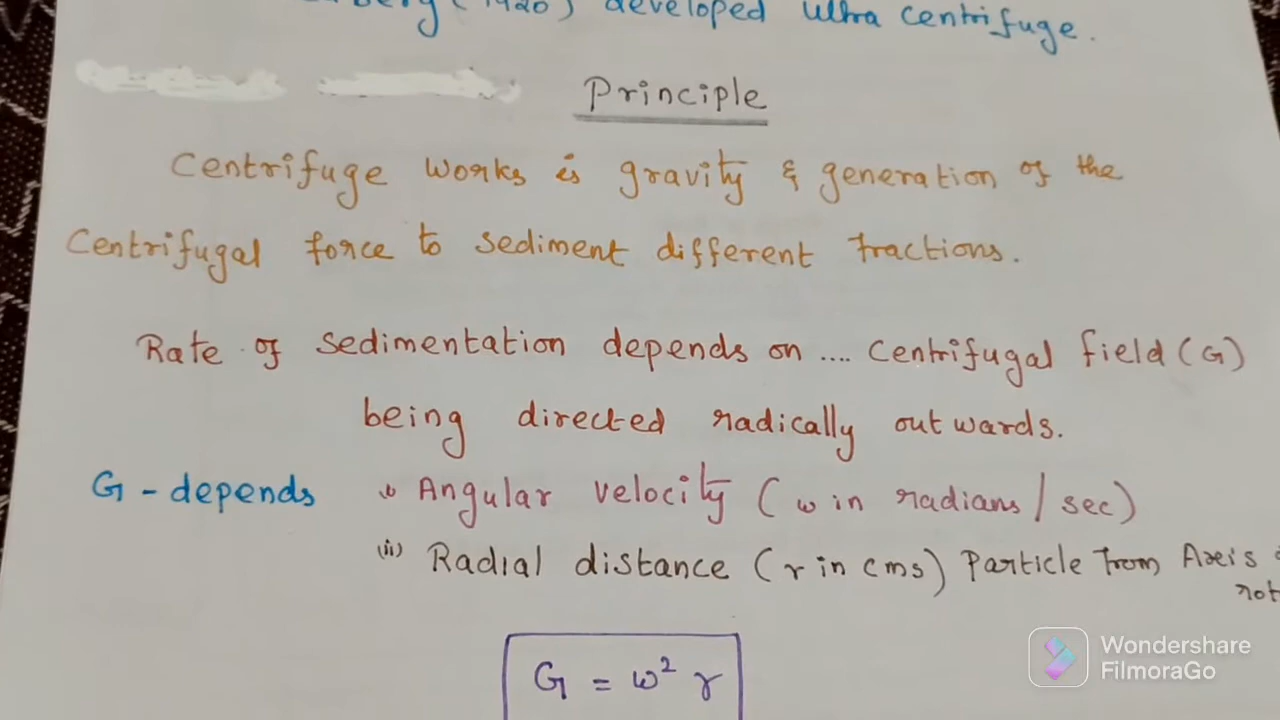 (1920) developed Ultra centrifuge.
Principle
Centrifuge works is gravity & generation of the
Centrifugal force to sediment different fractions.
Rate of sedimentation depends on .... Centrifugal field (G)
being directed radically outwards.
G - depends i) Angular velocity (ω in radians / sec)
(ii) Radial distance (r in cms) Particle from Axis
rot
G = ω² r
Wondershare
FilmoraGo